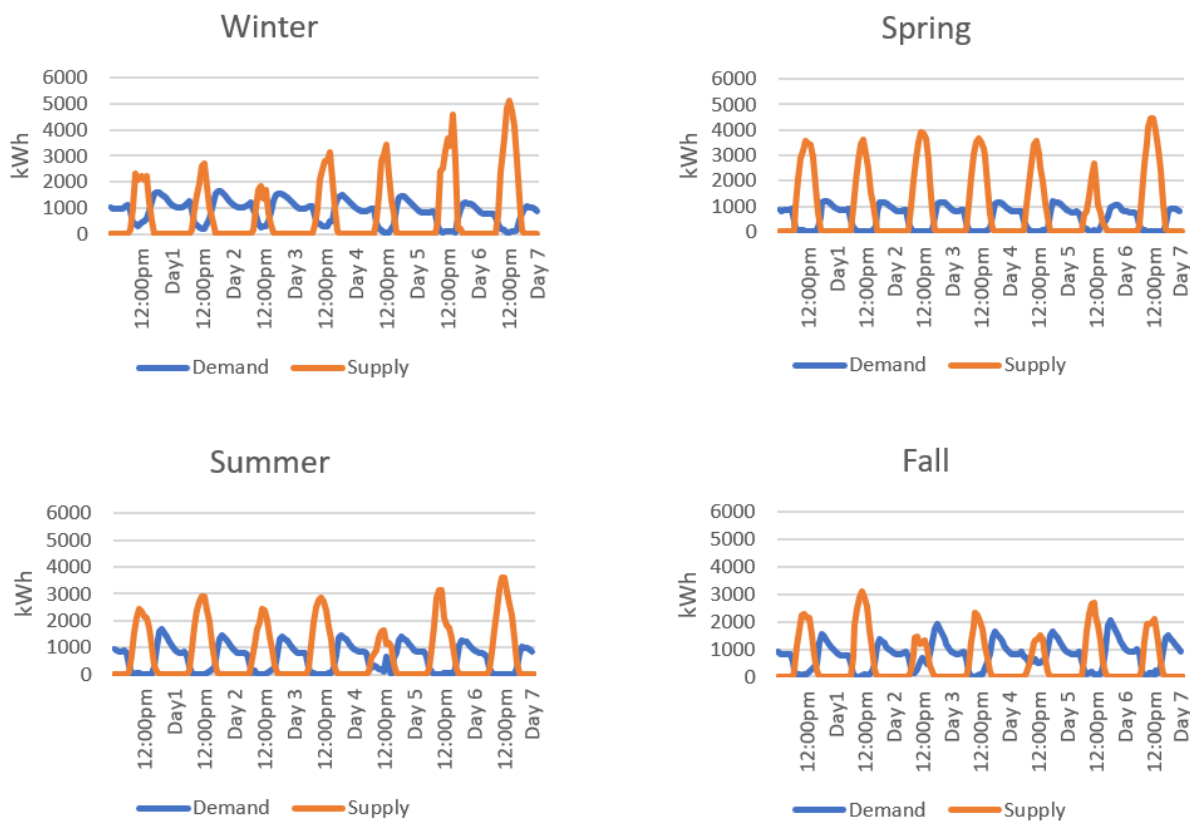 Winter
6000
5000
4000
3000
2000
1000
0
kWh
12:00pm
Day1
12:00pm
Day 2
12:00pm
Day 3
12:00pm
Day 4
12:00pm
Day 5
12:00pm
Day 6
12:00pm
Day 7
Demand Supply
Spring
6000
5000
4000
3000
2000
1000
0
kWh
12:00pm
Day1
12:00pm
Day 2
12:00pm
Day 3
12:00pm
Day 4
12:00pm
Day 5
12:00pm
Day 6
12:00pm
Day 7
Demand Supply
Summer
6000
5000
4000
3000
2000
1000
0
kWh
12:00pm
Day1
12:00pm
Day 2
12:00pm
Day 3
12:00pm
Day 4
12:00pm
Day 5
12:00pm
Day 6
12:00pm
Day 7
Demand Supply
Fall
6000
5000
4000
3000
2000
1000
0
kWh
12:00pm
Day1
12:00pm
Day 2
12:00pm
Day 3
12:00pm
Day 4
12:00pm
Day 5
12:00pm
Day 6
12:00pm
Day 7
Demand Supply